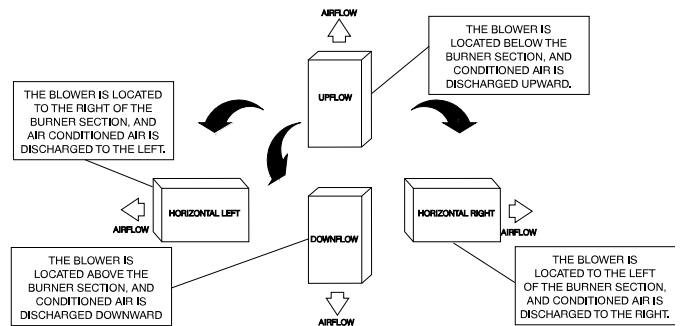 AIRFLOW
THE BLOWER IS
LOCATED BELOW THE
BURNER SECTION, AND
CONDITIONED AIR IS
DISCHARGED UPWARD.
UPFLOW
THE BLOWER IS LOCATED
TO THE RIGHT OF THE
BURNER SECTION, AND
AIR CONDITIONED AIR IS
DISCHARGED TO THE LEFT.
HORIZONTAL LEFT
AIRFLOW
DOWNFLOW
HORIZONTAL RIGHT
AIRFLOW
THE BLOWER IS
LOCATED ABOVE THE
BURNER SECTION, AND
CONDITIONED AIR IS
DISCHARGED DOWNWARD
AIRFLOW
THE BLOWER IS
LOCATED TO THE LEFT
OF THE BURNER SECTION,
AND CONDITIONED AIR IS
DISCHARGED TO THE RIGHT.